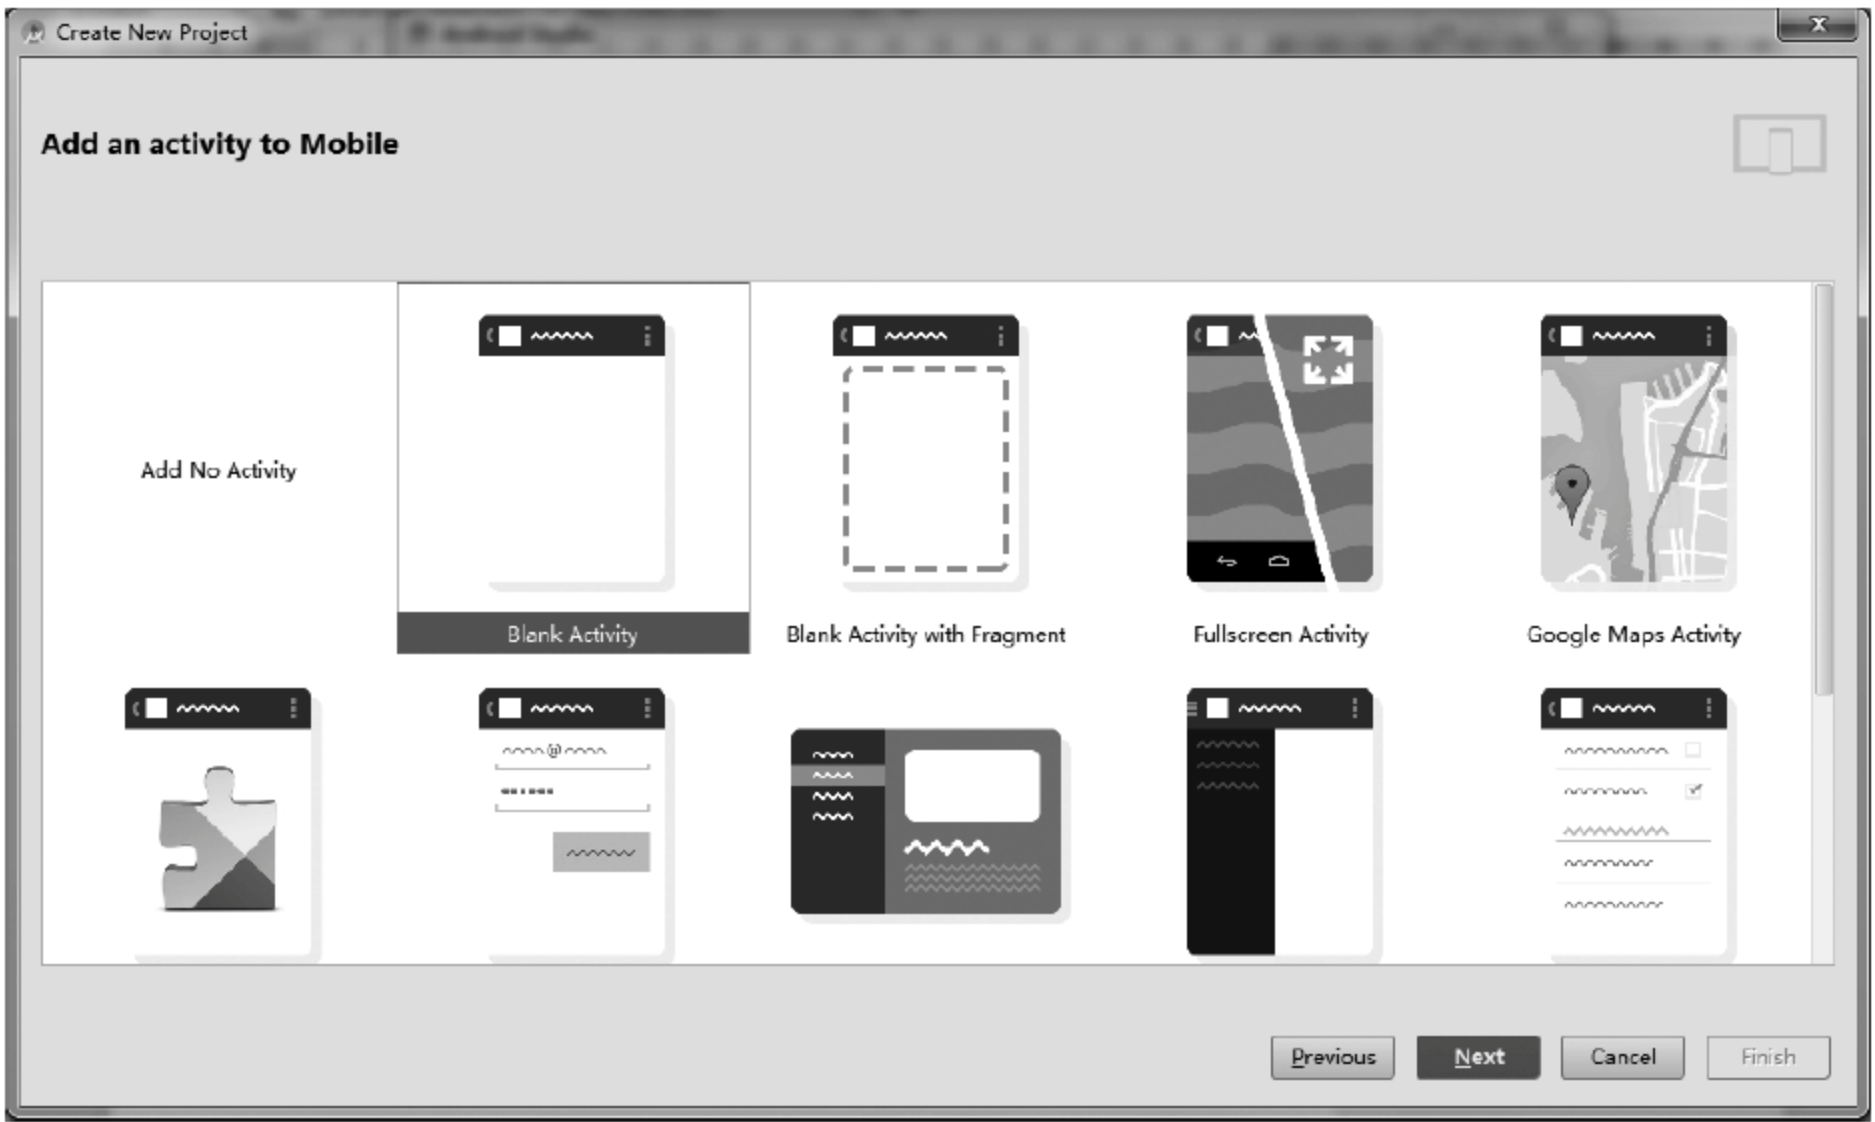 Create New Project
Add an activity to Mobile
Add No Activity
Blank Activity
Blank Activity with Fragment
Fullscreen Activity
Google Maps Activity
Previous
Next
Cancel
Finish